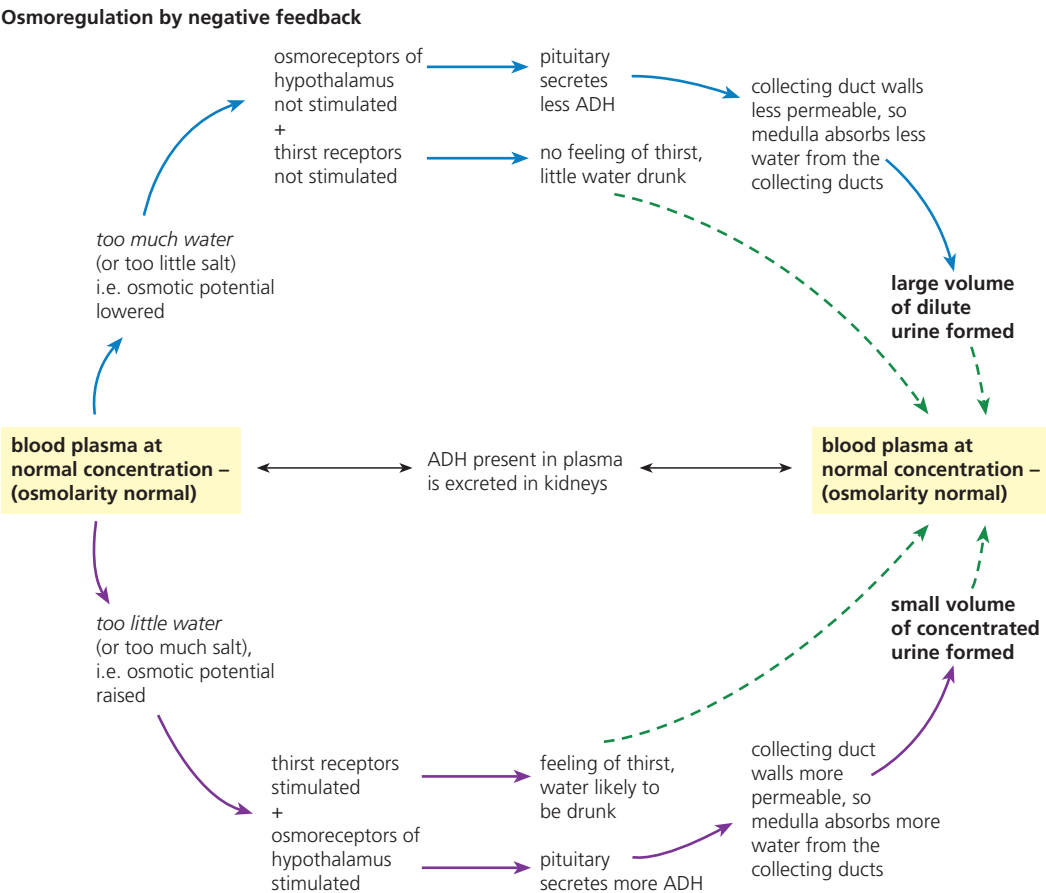 Osmoregulation by negative feedback
osmoreceptors of
hypothalamus
not stimulated
+
thirst receptors
not stimulated
pituitary
secretes
less ADH
no feeling of thirst,
little water drunk
collecting duct walls
less permeable, so
medulla absorbs less
water from the
collecting ducts
too much water
(or too little salt)
i.e. osmotic potential
lowered
large volume
of dilute
urine formed
blood plasma at
normal concentration –
(osmolarity normal)
ADH present in plasma
is excreted in kidneys
blood plasma at
normal concentration –
(osmolarity normal)
too little water
(or too much salt),
i.e. osmotic potential
raised
small volume
of concentrated
urine formed
thirst receptors
stimulated
+
osmoreceptors of
hypothalamus
stimulated
feeling of thirst,
water likely to
be drunk
pituitary
secretes more ADH
collecting duct
walls more
permeable, so
medulla absorbs more
water from the
collecting ducts